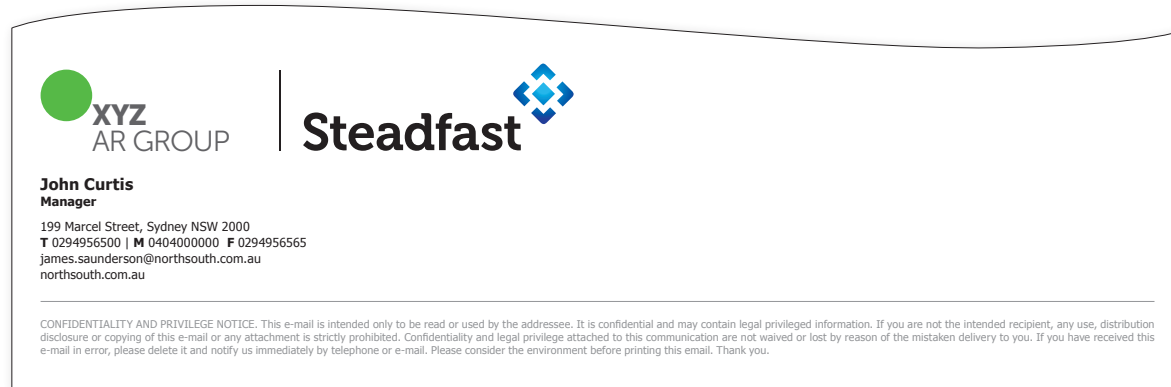 XYZ
AR GROUP
Steadfast
John Curtis
Manager
199 Marcel Street, Sydney NSW 2000
T 0294956500 | M 0404000000 F 0294956565
james.saunderson@northsouth.com.au
northsouth.com.au
CONFIDENTIALITY AND PRIVILEGE NOTICE. This e-mail is intended only to be read or used by the addressee. It is confidential and may contain legal privileged information. If you are not the intended recipient, any use, distribution
disclosure or copying of this e-mail or any attachment is strictly prohibited. Confidentiality and legal privilege attached to this communication are not waived or lost by reason of the mistaken delivery to you. If you have received this
e-mail in error, please delete it and notify us immediately by telephone or e-mail. Please consider the environment before printing this email. Thank you.